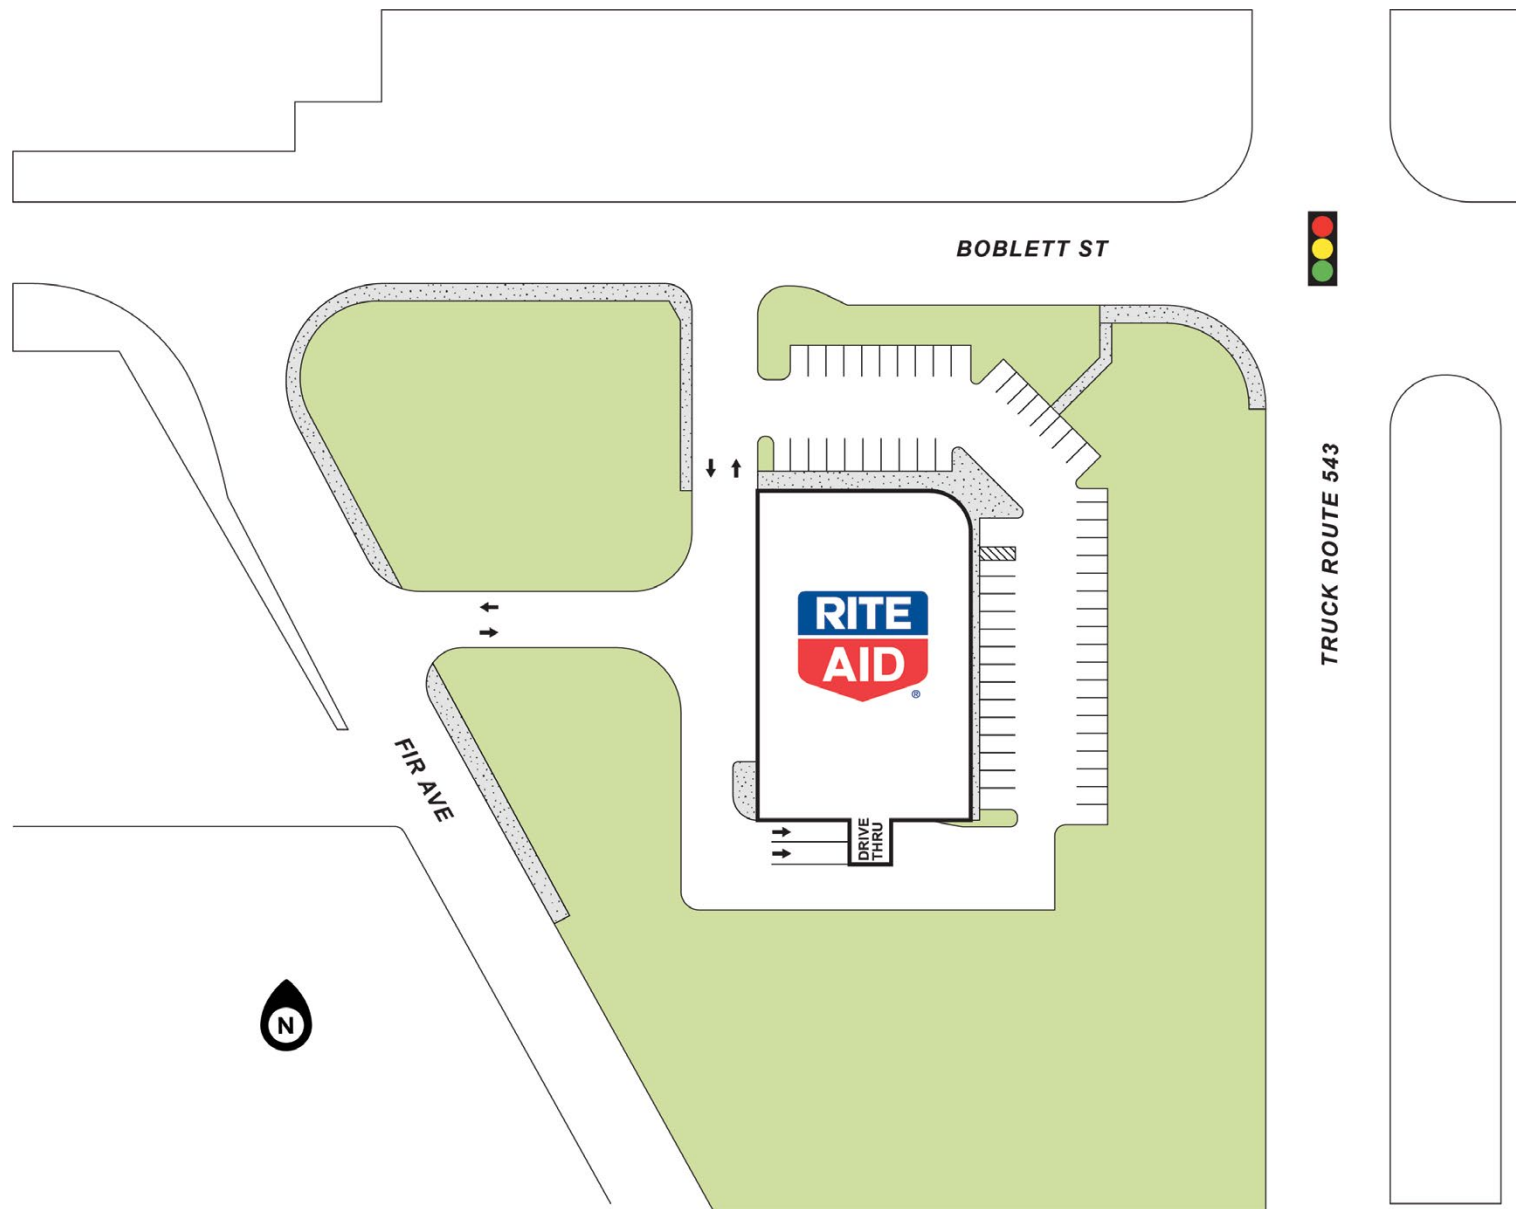 BOBLETT ST
TRUCK ROUTE 543
RITE
AID
®
FIR AVE
DRIVE
THRU
N